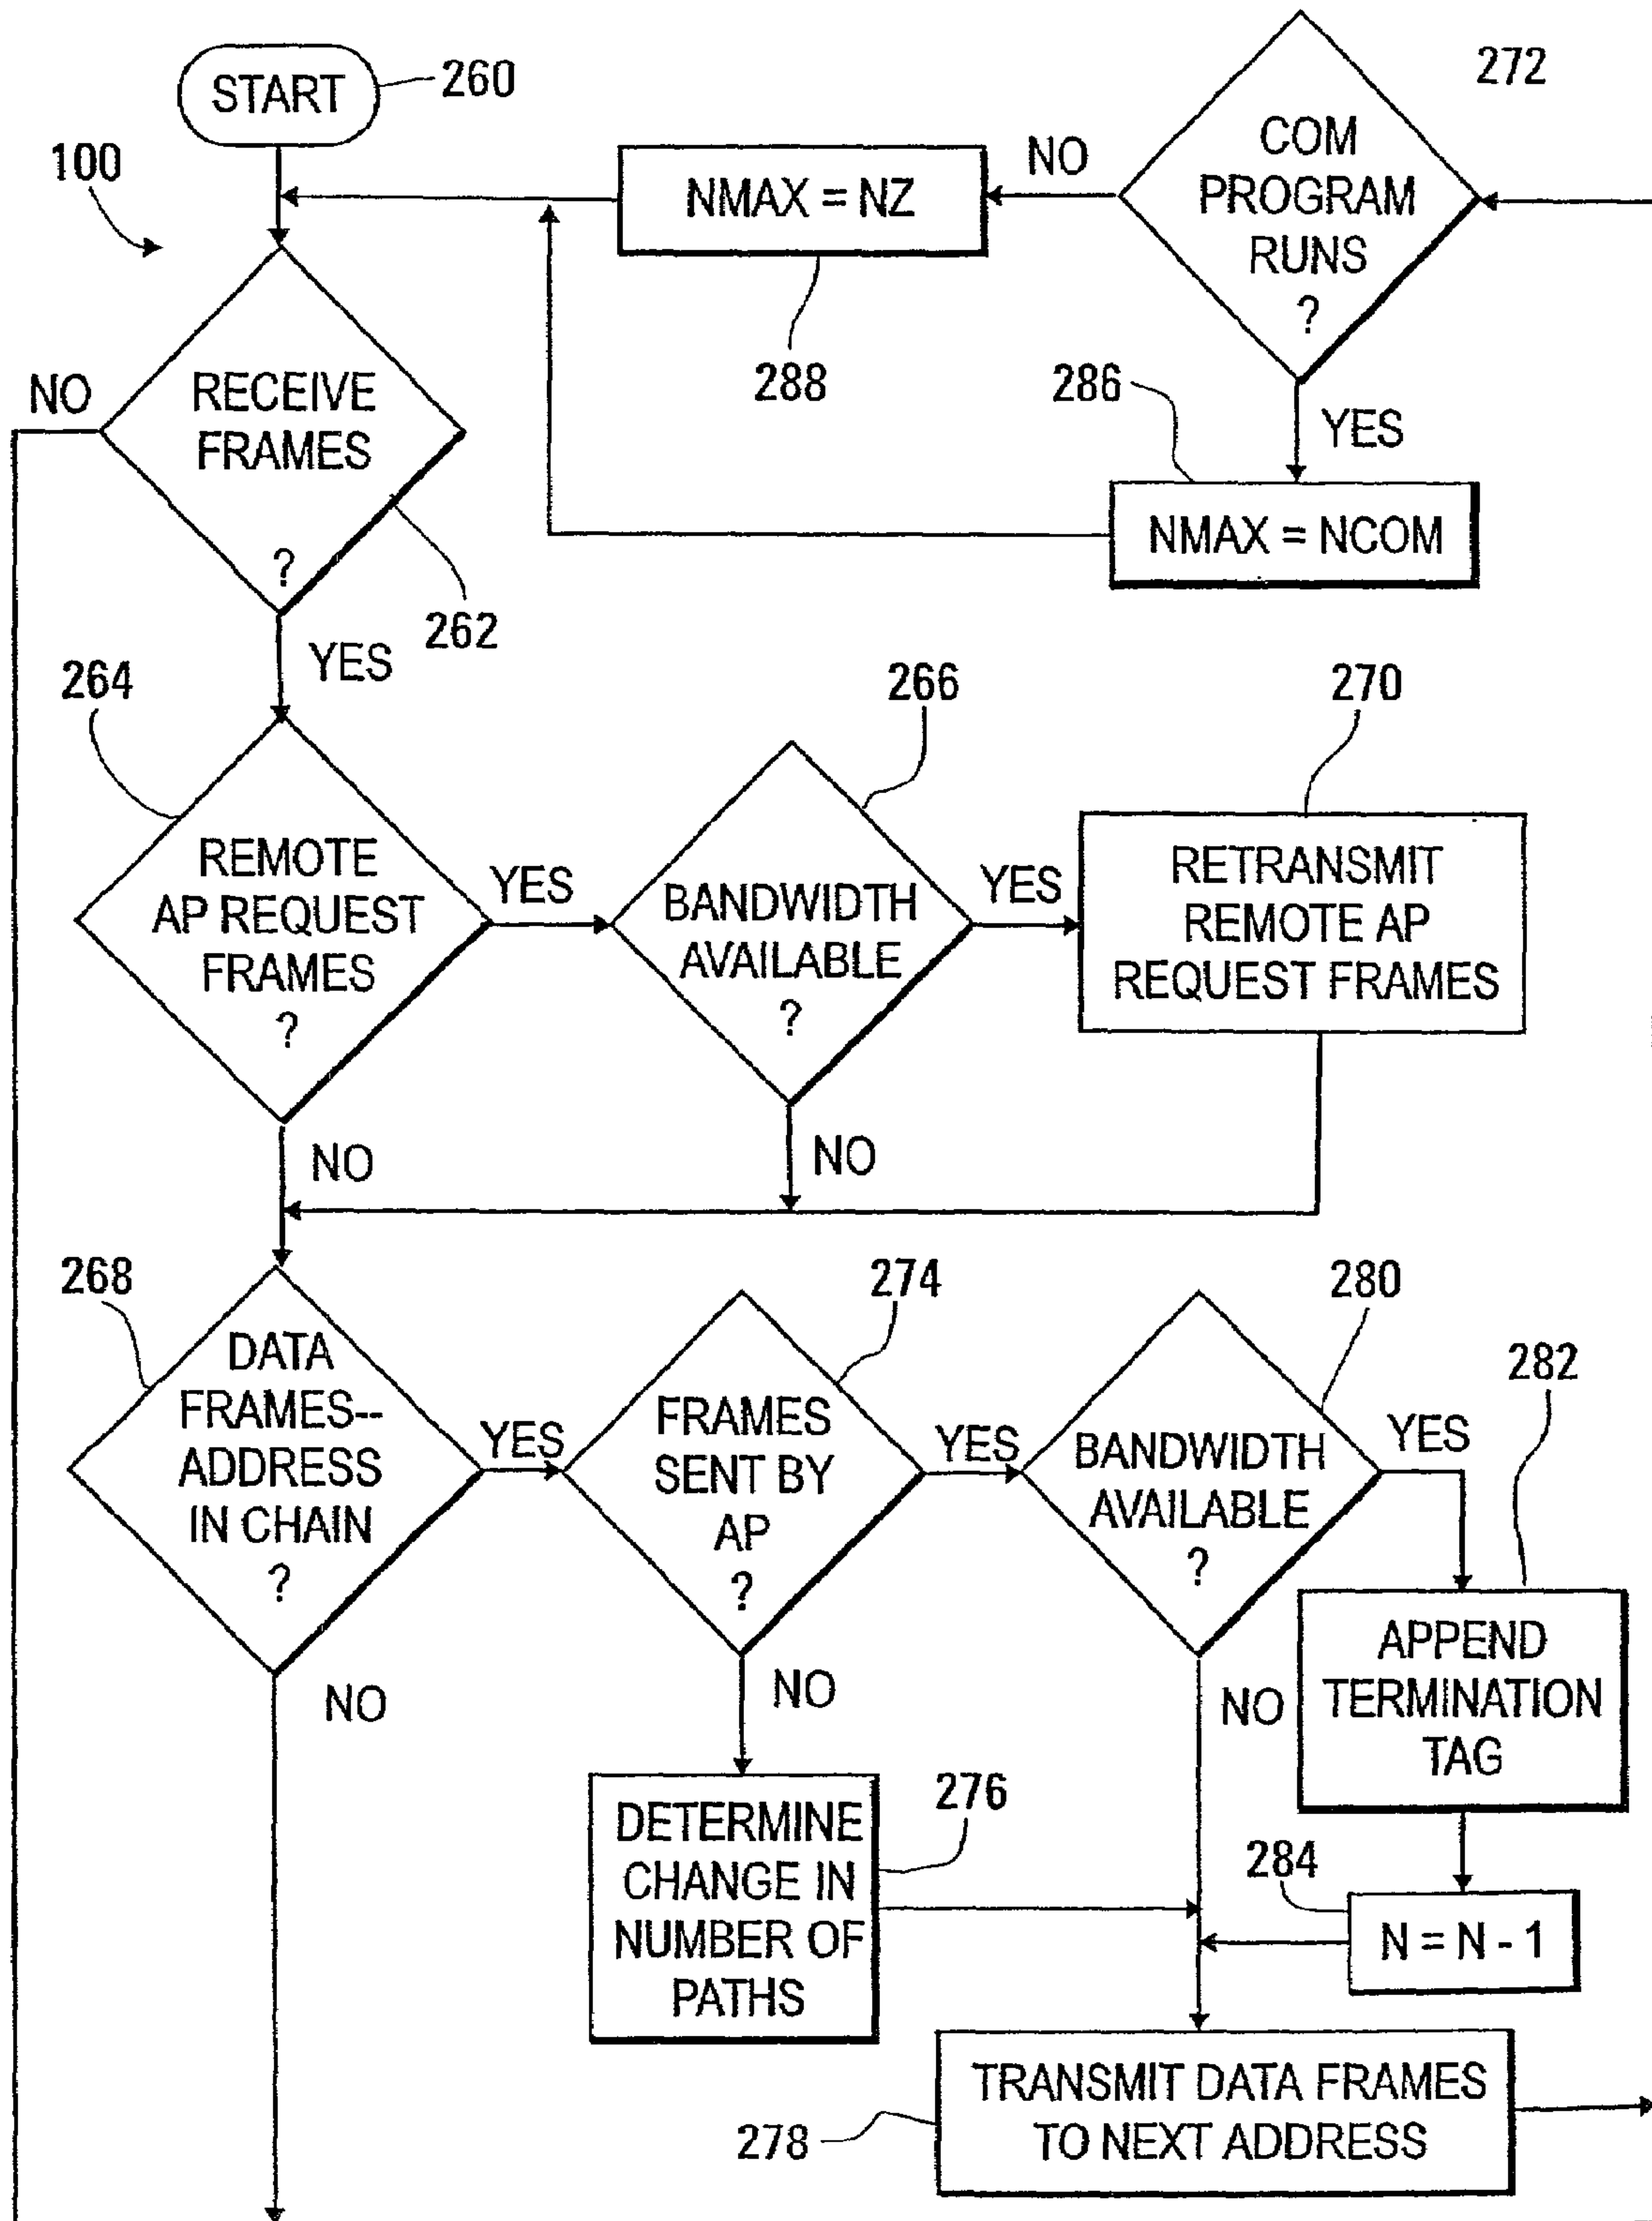 START
260
100
NMAX = NZ
288
NO
272
COM
PROGRAM
RUNS
?
YES
286
NMAX = NCOM
NO
RECEIVE
FRAMES
?
262
YES
264
REMOTE
AP REQUEST
FRAMES
?
YES
266
BANDWIDTH
AVAILABLE
?
YES
270
RETRANSMIT
REMOTE AP
REQUEST FRAMES
NO
NO
268
DATA
FRAMES--
ADDRESS
IN CHAIN
?
YES
274
FRAMES
SENT BY
AP
?
YES
280
BANDWIDTH
AVAILABLE
?
YES
282
APPEND
TERMINATION
TAG
NO
NO
NO
276
DETERMINE
CHANGE IN
NUMBER OF
PATHS
284
N = N - 1
278
TRANSMIT DATA FRAMES
TO NEXT ADDRESS